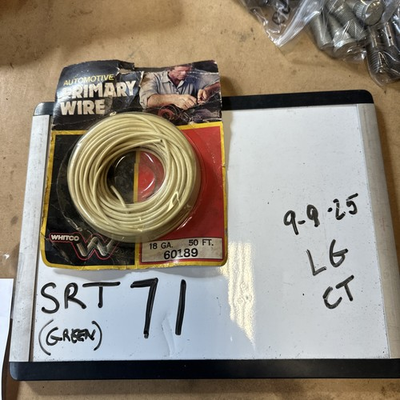 AUTOMOTIVE
PRIMARY
WIRE
WHITCO
18 GA. 50 FT.
60189
9-9-25
LG
CT
SRT 71
(GREEN)